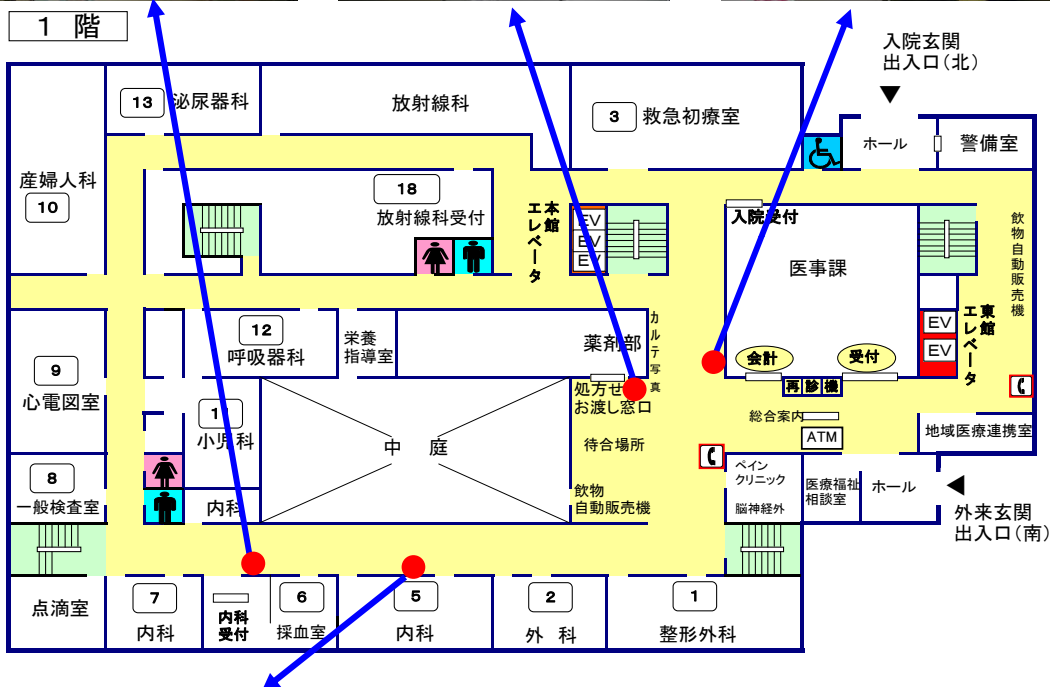 1 階
入院玄関
出入口(北)
13 泌尿器科
放射線科
3 救急初療室
ホール
警備室
産婦人科
10
18
放射線科受付
本館
エレベータ
EV
EV
EV
入院受付
医事課
飲物自動販売機
東館
エレベータ
EV
EV
12
呼吸器科
栄養
指導室
薬剤部
カルテ写真
会計
受付
再診機
9
心電図室
11
小児科
処方せ
お渡し窓口
中 庭
待合場所
総合案内
ATM
地域医療連携室
8
一般検査室
内科
飲物
自動販売機
ペイン
クリニック
脳神経外
医療福祉
相談室
ホール
外来玄関
出入口(南)
点滴室
7
内科
内科
受付
6
採血室
5
内科
2
外 科
1
整形外科